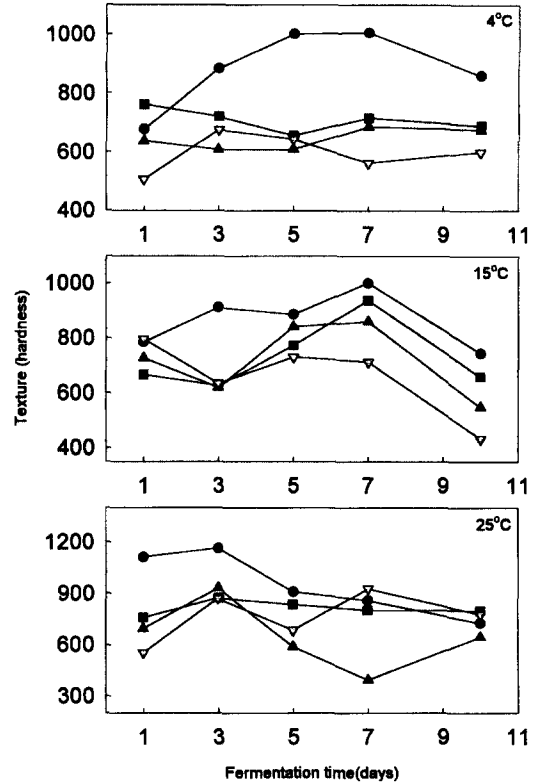 4°C
1000
800
600
400
1 3 5 7 9 11
15°C
1000
800
600
400
1 3 5 7 9 11
Texture (hardness)
25°C
1200
900
600
300
1 3 5 7 9 11
Fermentation time(days)